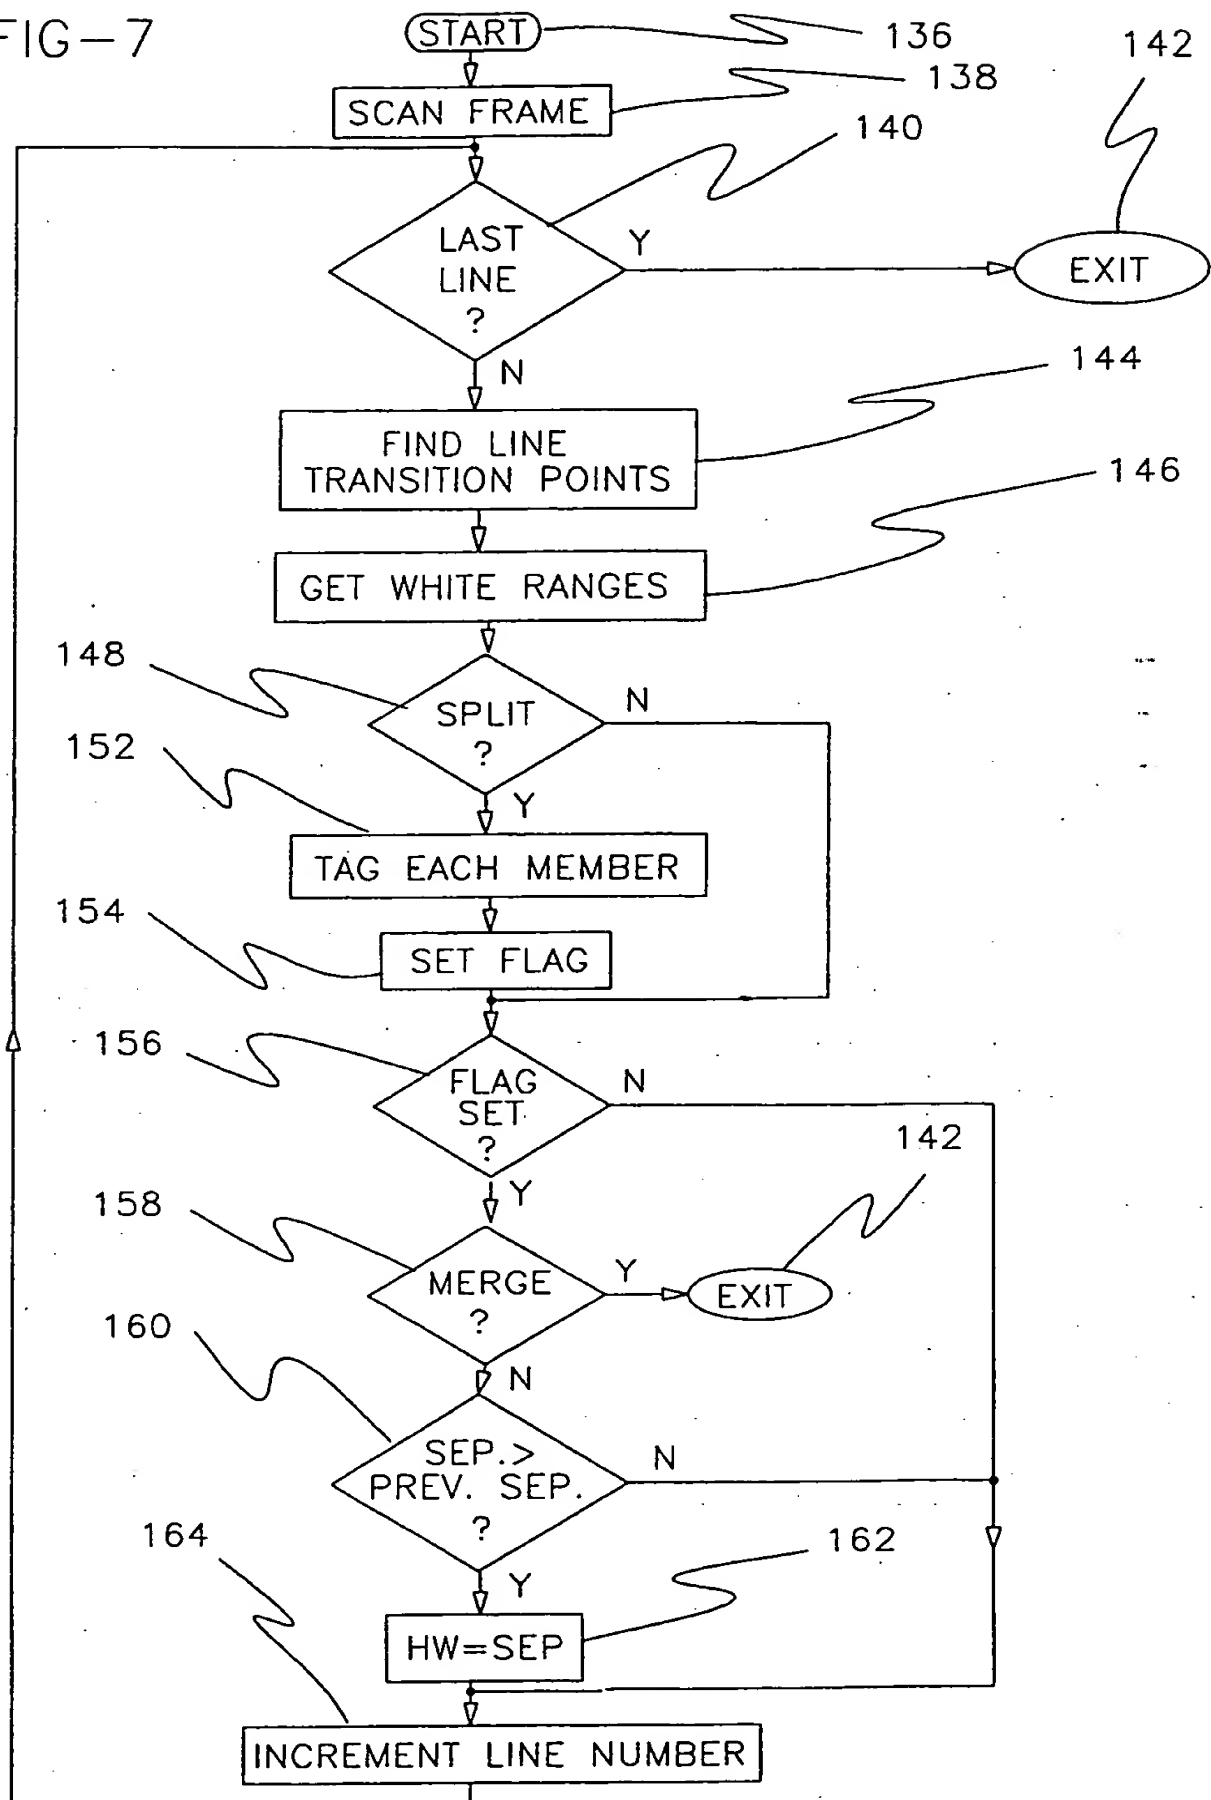 FIG-7
START
136
142
138
SCAN FRAME
140
LAST
LINE
?
Y
EXIT
N
144
FIND LINE
TRANSITION POINTS
146
GET WHITE RANGES
148
SPLIT
?
N
152
Y
TAG EACH MEMBER
154
SET FLAG
156
FLAG
SET
?
N
142
Y
158
MERGE
?
Y
EXIT
160
N
SEP.>
PREV. SEP.
?
N
164
162
Y
HW=SEP
INCREMENT LINE NUMBER